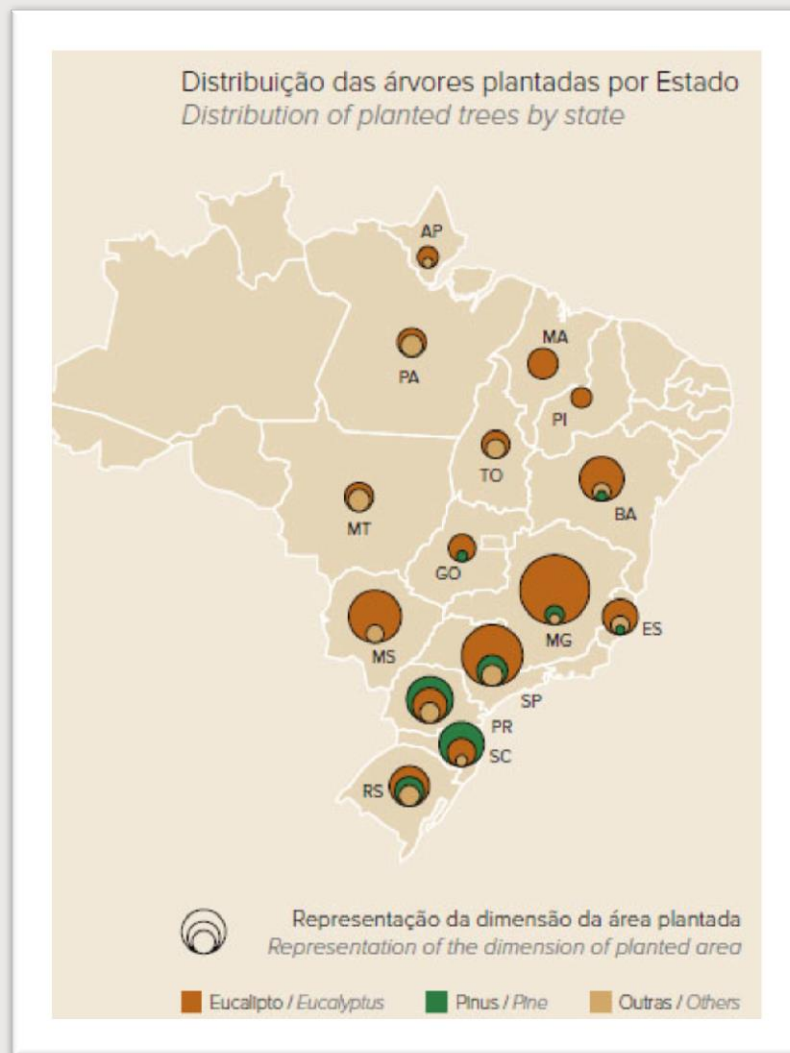 Distribuição das árvores plantadas por Estado
Distribution of planted trees by state
AP
MA
PA
PI
TO
BA
MT
GO
MG
ES
MS
SP
PR
SC
RS
Representação da dimensão da área plantada
Representation of the dimension of planted area
Eucalipto / Eucalyptus
Pinus / Pine
Outras / Others